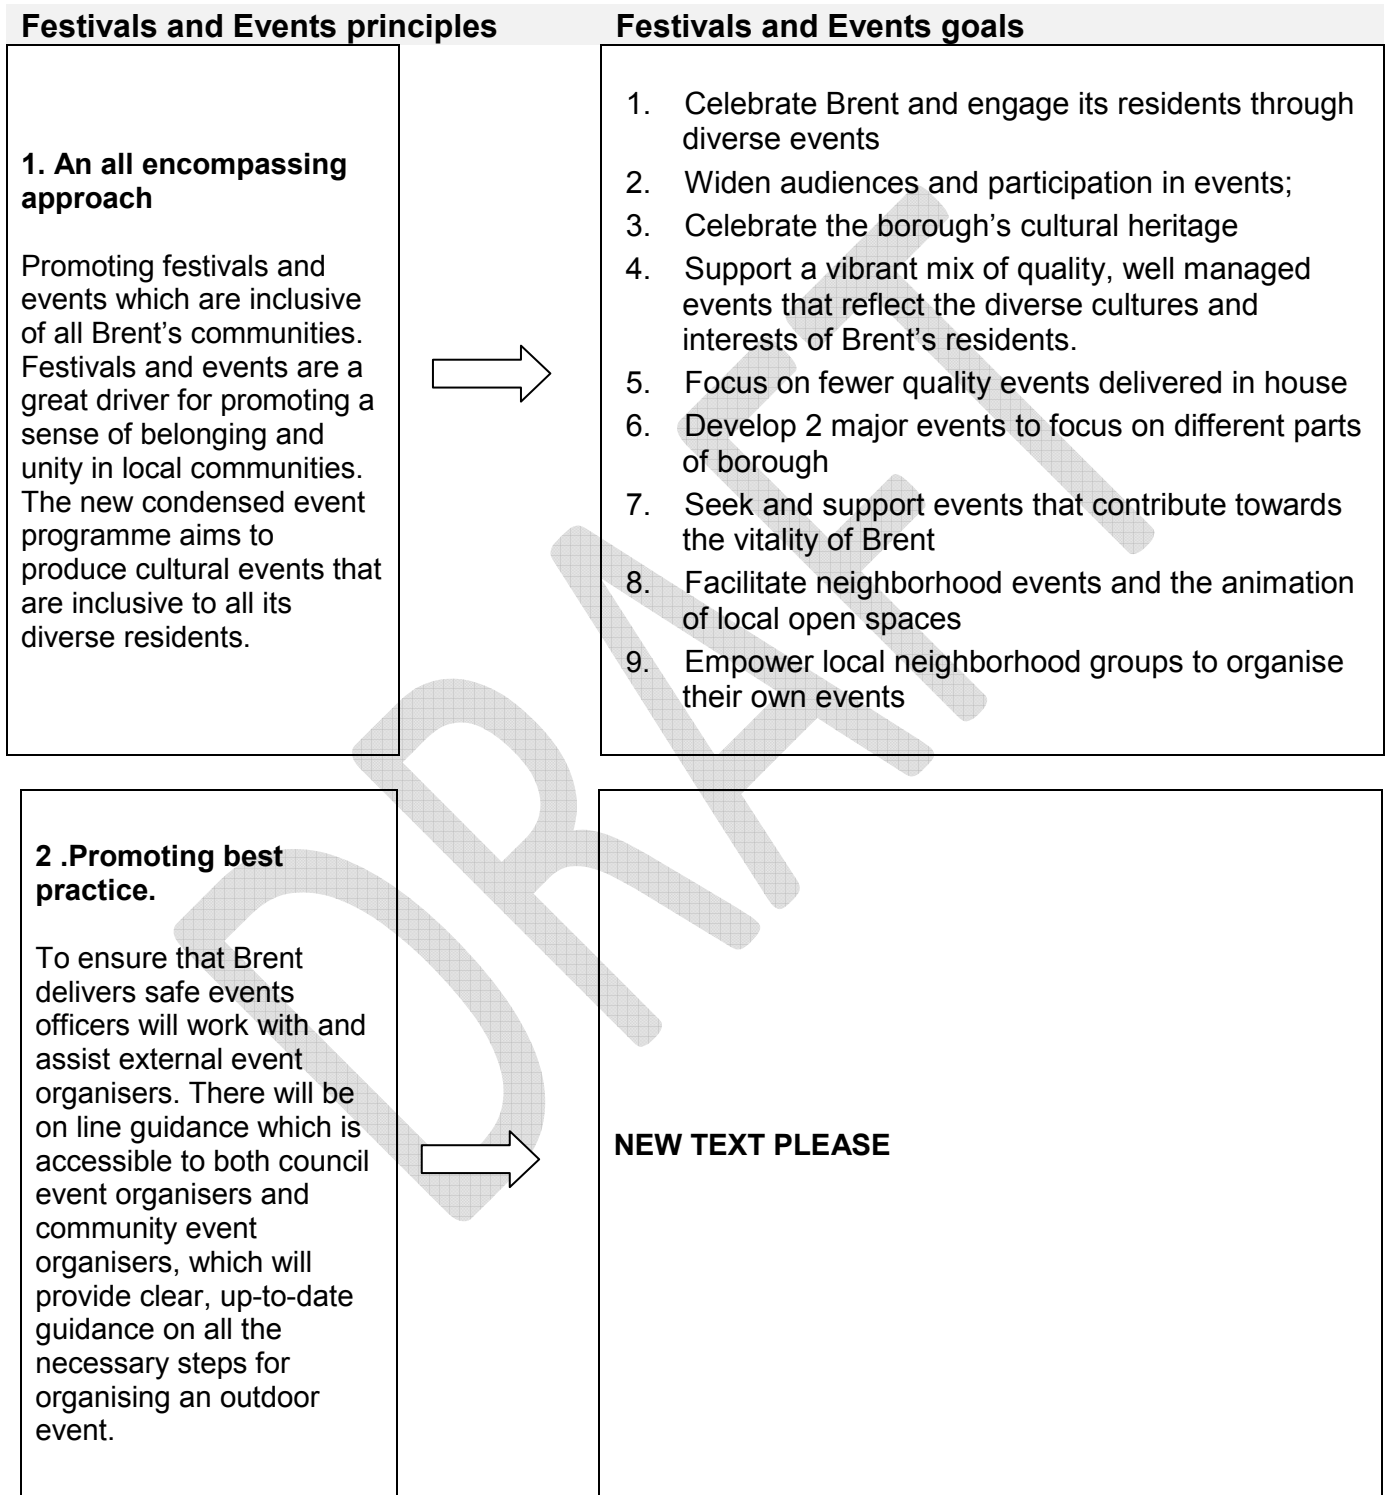 Festivals and Events principles
Festivals and Events goals
1. An all encompassing
approach
Promoting festivals and
events which are inclusive
of all Brent’s communities.
Festivals and events are a
great driver for promoting a
sense of belonging and
unity in local communities.
The new condensed event
programme aims to
produce cultural events that
are inclusive to all its
diverse residents.
1. Celebrate Brent and engage its residents through
diverse events
2. Widen audiences and participation in events;
3. Celebrate the borough’s cultural heritage
4. Support a vibrant mix of quality, well managed
events that reflect the diverse cultures and
interests of Brent’s residents.
5. Focus on fewer quality events delivered in house
6. Develop 2 major events to focus on different parts
of borough
7. Seek and support events that contribute towards
the vitality of Brent
8. Facilitate neighborhood events and the animation
of local open spaces
9. Empower local neighborhood groups to organise
their own events
2 .Promoting best
practice.
To ensure that Brent
delivers safe events
officers will work with and
assist external event
organisers. There will be
on line guidance which is
accessible to both council
event organisers and
community event
organisers, which will
provide clear, up-to-date
guidance on all the
necessary steps for
organising an outdoor
event.
NEW TEXT PLEASE
DRAFT